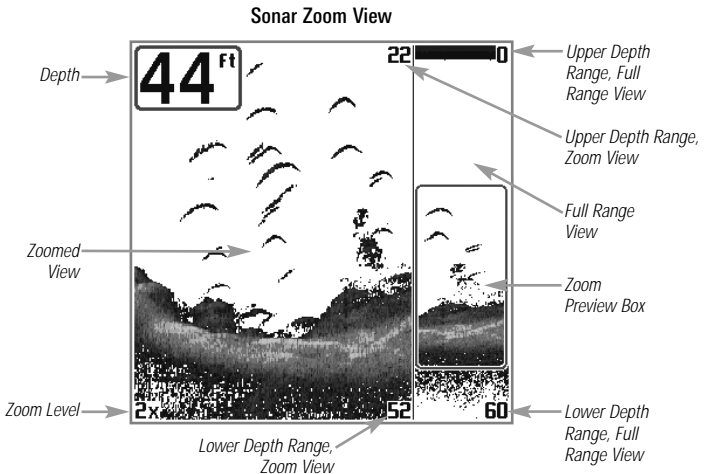 Sonar Zoom View
44 Ft
22
0
Depth
Upper Depth
Range, Full
Range View
Upper Depth Range,
Zoom View
Full Range
View
Zoomed
View
Zoom
Preview Box
2x
52
60
Zoom Level
Lower Depth Range,
Zoom View
Lower Depth
Range, Full
Range View